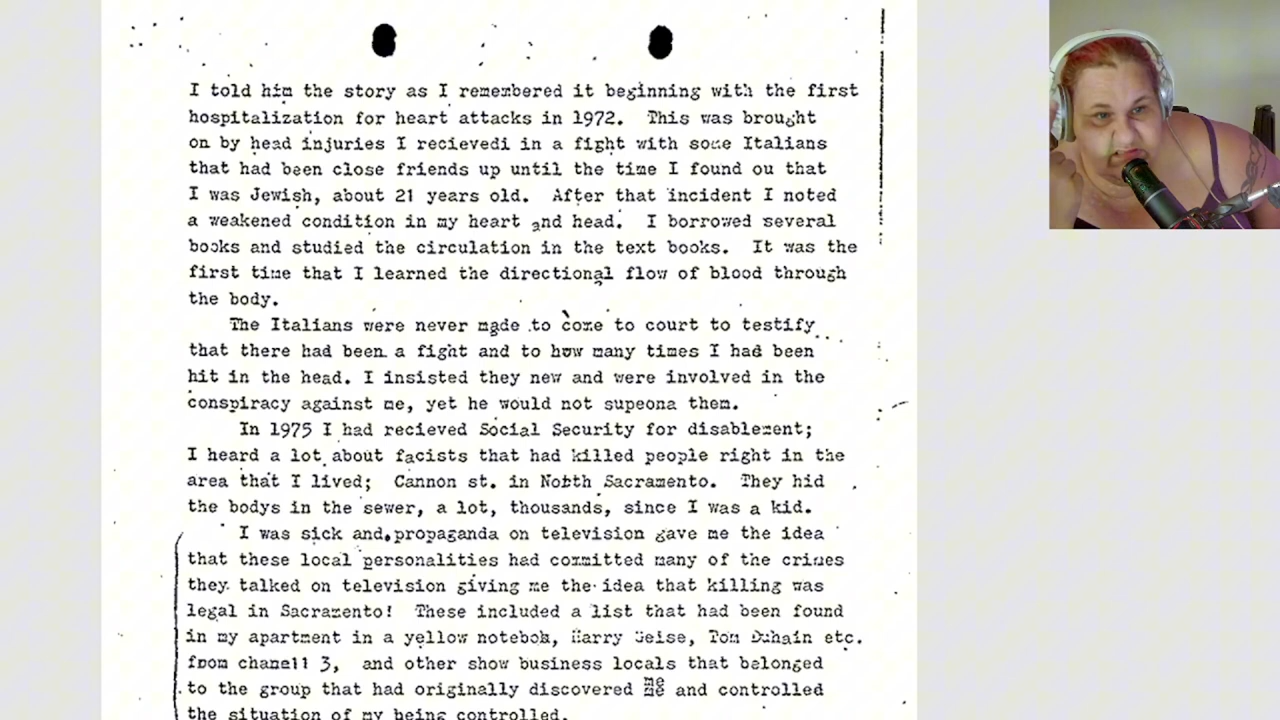 I told him the story as I remembered it beginning with the first
hospitalization for heart attacks in 1972. This was brought
on by head injuries I recievedi in a fight with some Italians
that had been close friends up until the time I found ou that
I was Jewish, about 21 years old. After that incident I noted
a weakened condition in my heart and head. I borrowed several
books and studied the circulation in the text books. It was the
first time that I learned the directional flow of blood through
the body.
The Italians were never made to come to court to testify
that there had been a fight and to how many times I had been
hit in the head. I insisted they new and were involved in the
conspiracy against me, yet he would not supeona them.
In 1975 I had recieved Social Security for disablement;
I heard a lot about facists that had killed people right in the
area that I lived; Cannon st. in North Sacramento. They hid
the bodys in the sewer, a lot, thousands, since I was a kid.
I was sick and propaganda on television gave me the idea
that these local personalities had committed many of the crimes
they talked on television giving me the idea that killing was
legal in Sacramento! These included a list that had been found
in my apartment in a yellow notebok, Harry Geise, Tom etc.
from chanell 3, and other show business locals that belonged
to the group that had originally discovered me and controlled
the situation of my being controlled.